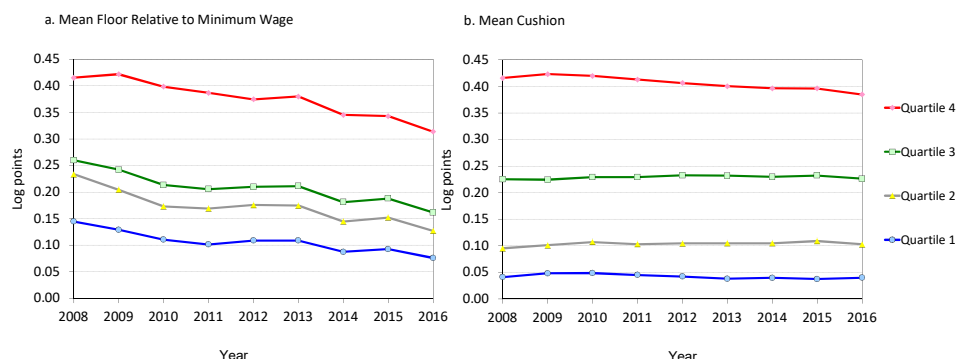 a. Mean Floor Relative to Minimum Wage
0.45
0.40
0.35
0.30
0.25
0.20
0.15
0.10
0.05
0.00
Log points
2008 2009 2010 2011 2012 2013 2014 2015 2016
Year
b. Mean Cushion
0.45
0.40
0.35
0.30
0.25
0.20
0.15
0.10
0.05
0.00
Log points
2008 2009 2010 2011 2012 2013 2014 2015 2016
Year
Quartile 4
Quartile 3
Quartile 2
Quartile 1